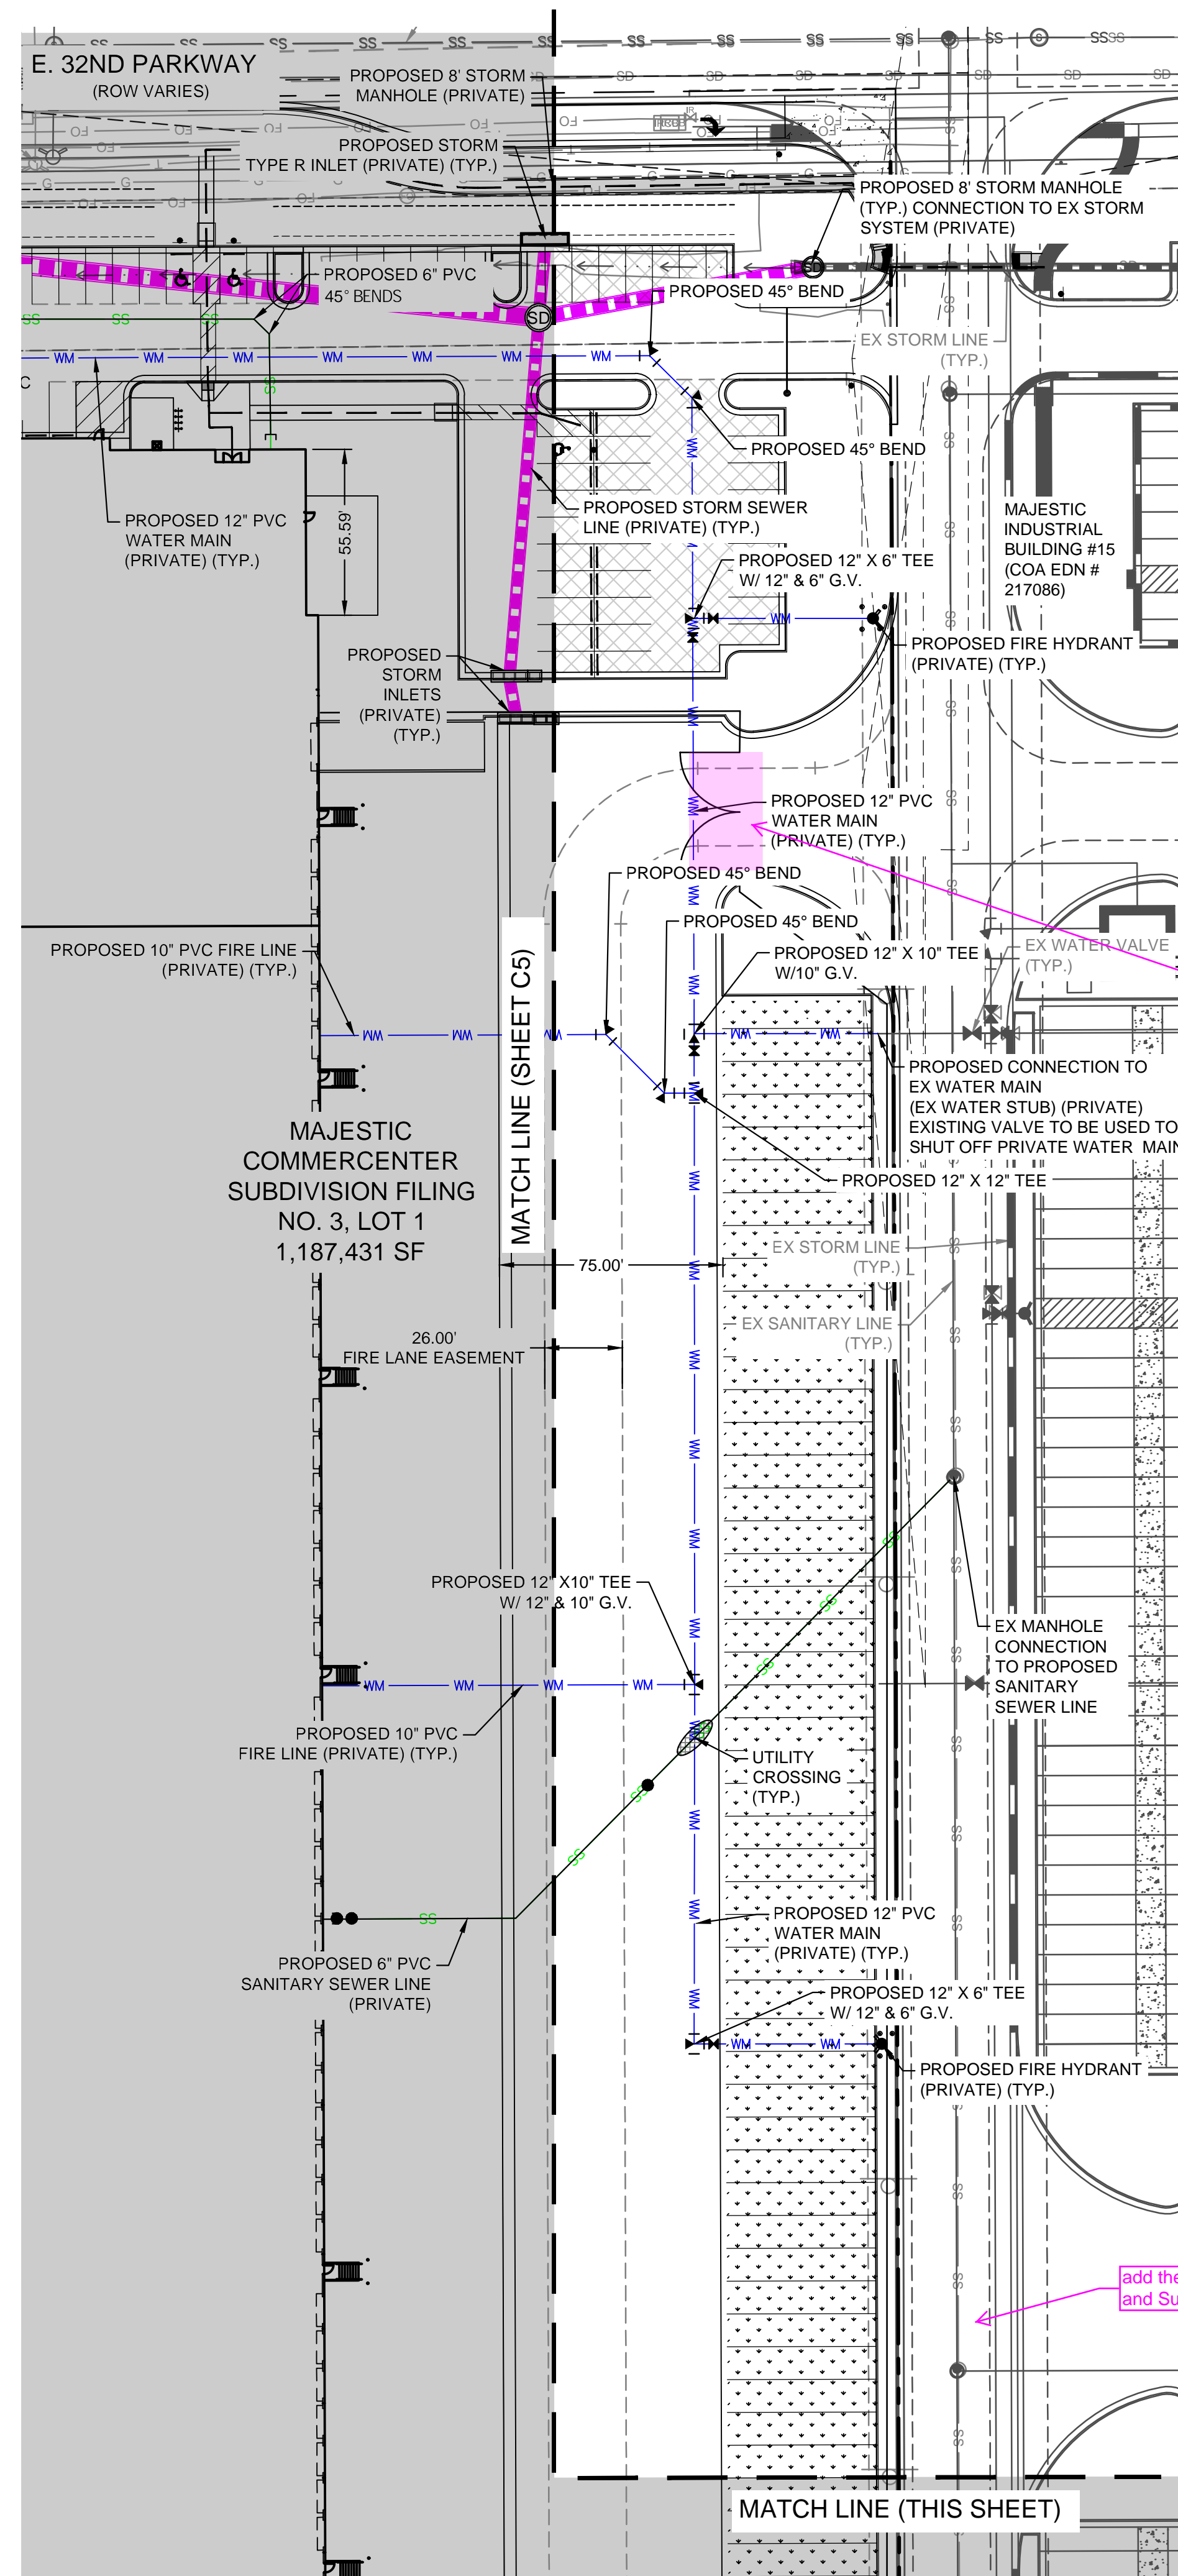 E. 32ND PARKWAY
(ROW VARIES)
PROPOSED 8' STORM
MANHOLE (PRIVATE)
PROPOSED STORM
TYPE R INLET (PRIVATE) (TYP.)
PROPOSED 8' STORM MANHOLE
(TYP.) CONNECTION TO EX STORM
SYSTEM (PRIVATE)
PROPOSED 6" PVC
45° BENDS
PROPOSED 45° BEND
EX STORM LINE
(TYP.)
PROPOSED 45° BEND
PROPOSED 12" PVC
WATER MAIN
(PRIVATE) (TYP.)
55.59'
PROPOSED STORM SEWER
LINE (PRIVATE) (TYP.)
MAJESTIC
INDUSTRIAL
BUILDING #15
(COA EDN #
217086)
PROPOSED 12" X 6" TEE
W/ 12" & 6" G.V.
PROPOSED FIRE HYDRANT
(PRIVATE) (TYP.)
PROPOSED
STORM
INLETS
(PRIVATE)
(TYP.)
PROPOSED 12" PVC
WATER MAIN
(PRIVATE) (TYP.)
PROPOSED 45° BEND
PROPOSED 45° BEND
PROPOSED 10" PVC FIRE LINE
(PRIVATE) (TYP.)
PROPOSED 12" X 10" TEE
W/10" G.V.
EX WATER VALVE
(TYP.)
MATCH LINE (SHEET C5)
PROPOSED CONNECTION TO
EX WATER MAIN
(EX WATER STUB) (PRIVATE)
EXISTING VALVE TO BE USED TO
SHUT OFF PRIVATE WATER MAIN
MAJESTIC
COMMERCENTER
SUBDIVISION FILING
NO. 3, LOT 1
1,187,431 SF
PROPOSED 12" X 12" TEE
EX STORM LINE
(TYP.)
75.00'
EX SANITARY LINE
(TYP.)
26.00'
FIRE LANE EASEMENT
PROPOSED 12" X10" TEE
W/ 12" & 10" G.V.
EX MANHOLE
CONNECTION
TO PROPOSED
SANITARY
SEWER LINE
PROPOSED 10" PVC
FIRE LINE (PRIVATE) (TYP.)
UTILITY
CROSSING
(TYP.)
PROPOSED 12" PVC
WATER MAIN
(PRIVATE) (TYP.)
PROPOSED 6" PVC
SANITARY SEWER LINE
(PRIVATE)
PROPOSED 12" X 6" TEE
W/ 12" & 6" G.V.
PROPOSED FIRE HYDRANT
(PRIVATE) (TYP.)
add the
and Su
MATCH LINE (THIS SHEET)